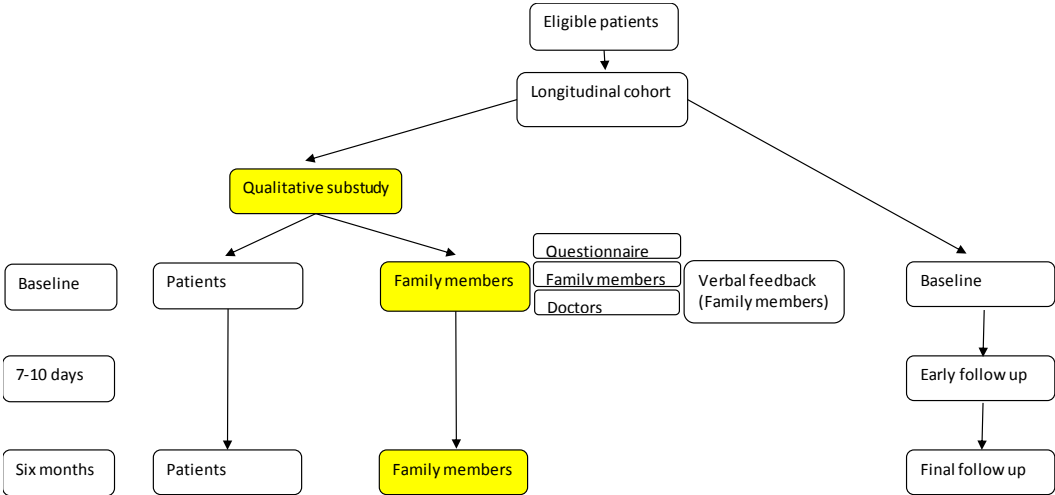 Eligible patients
Longitudinal cohort
Qualitative substudy
Questionnaire
Baseline
Patients
Family members
Family members
Doctors
Verbal feedback
(Family members)
Baseline
7-10 days
Early follow up
Six months
Patients
Family members
Final follow up